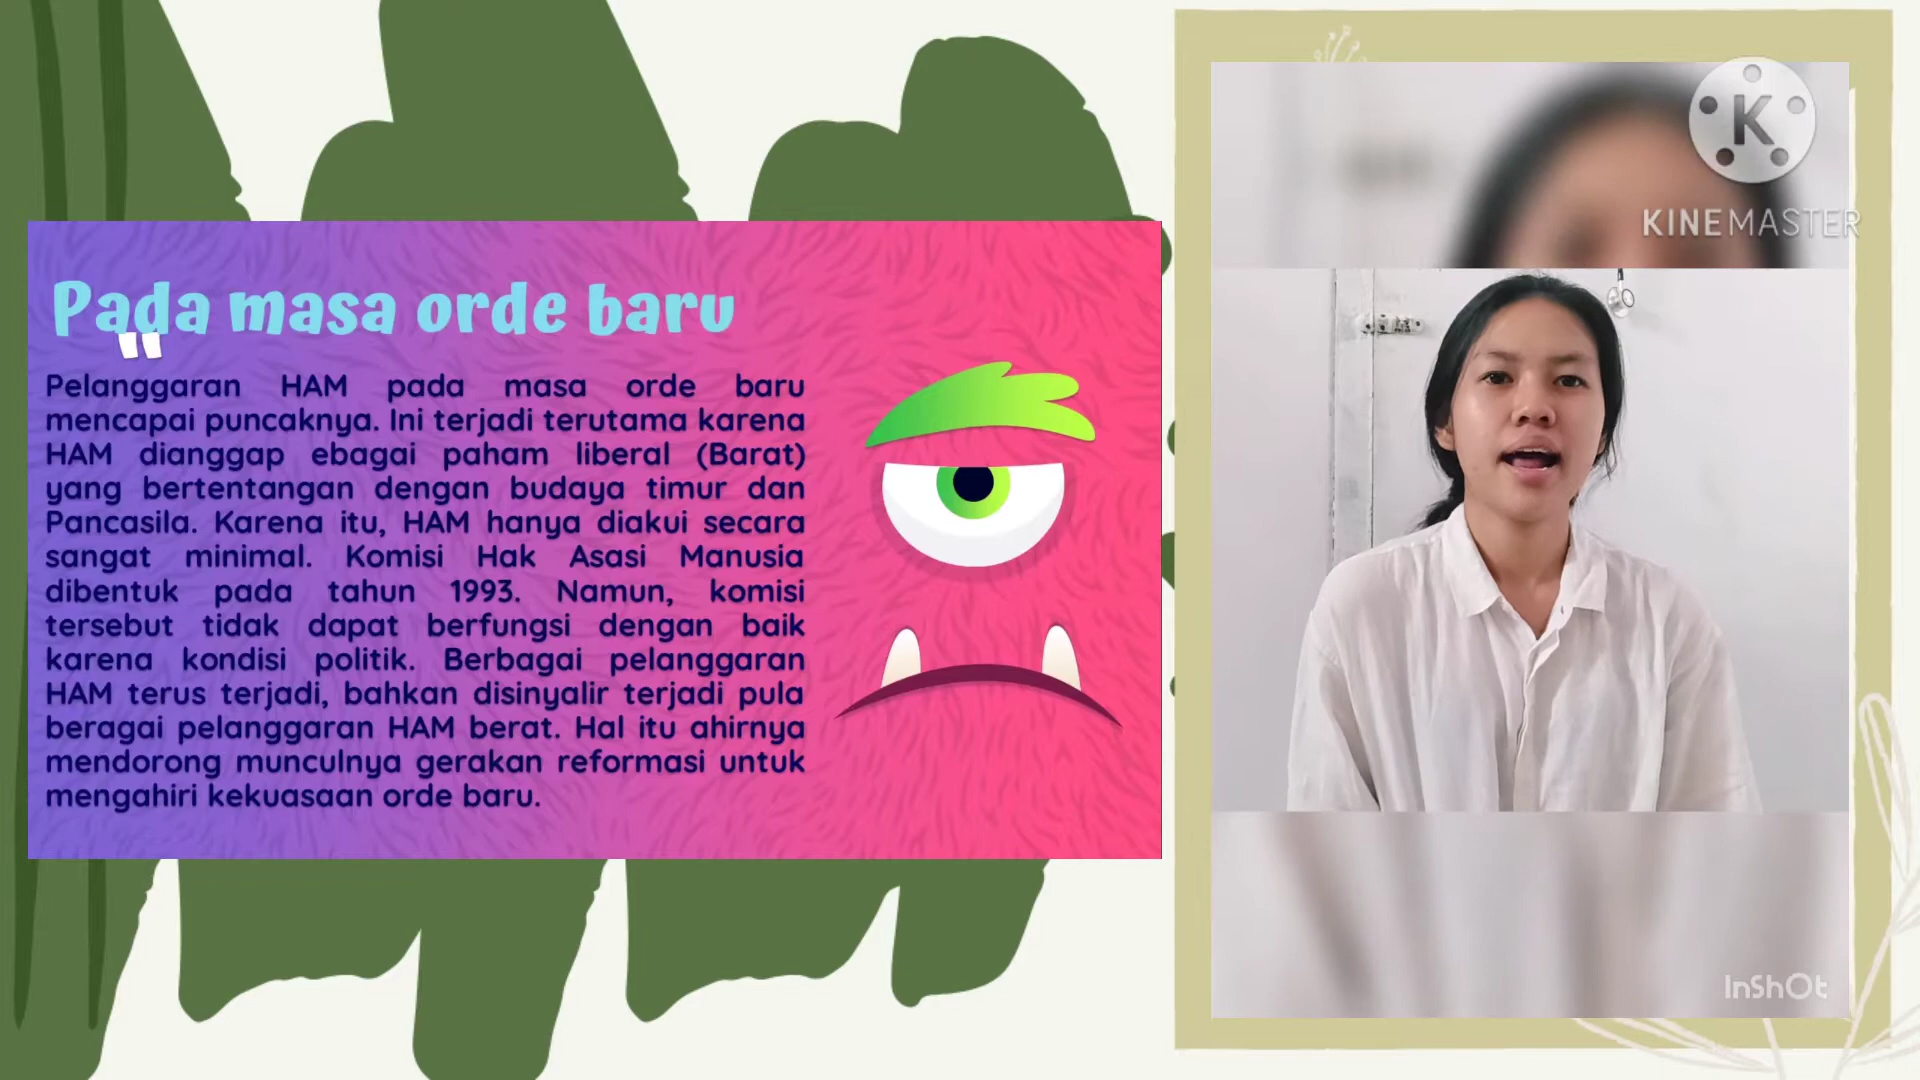 Pada masa orde baru
"
Pelanggaran HAM pada masa orde baru
mencapai puncaknya. Ini terjadi terutama karena
HAM dianggap ebagai paham liberal (Barat)
yang bertentangan dengan budaya timur dan
Pancasila. Karena itu, HAM hanya diakui secara
sangat minimal. Komisi Hak Asasi Manusia
dibentuk pada tahun 1993. Namun, komisi
tersebut tidak dapat berfungsi dengan baik
karena kondisi politik. Berbagai pelanggaran
HAM terus terjadi, bahkan disinyalir terjadi pula
beragai pelanggaran HAM berat. Hal itu ahirnya
mendorong munculnya gerakan reformasi untuk
mengahiri kekuasaan orde baru.
K
KINEMASTER
InShOt